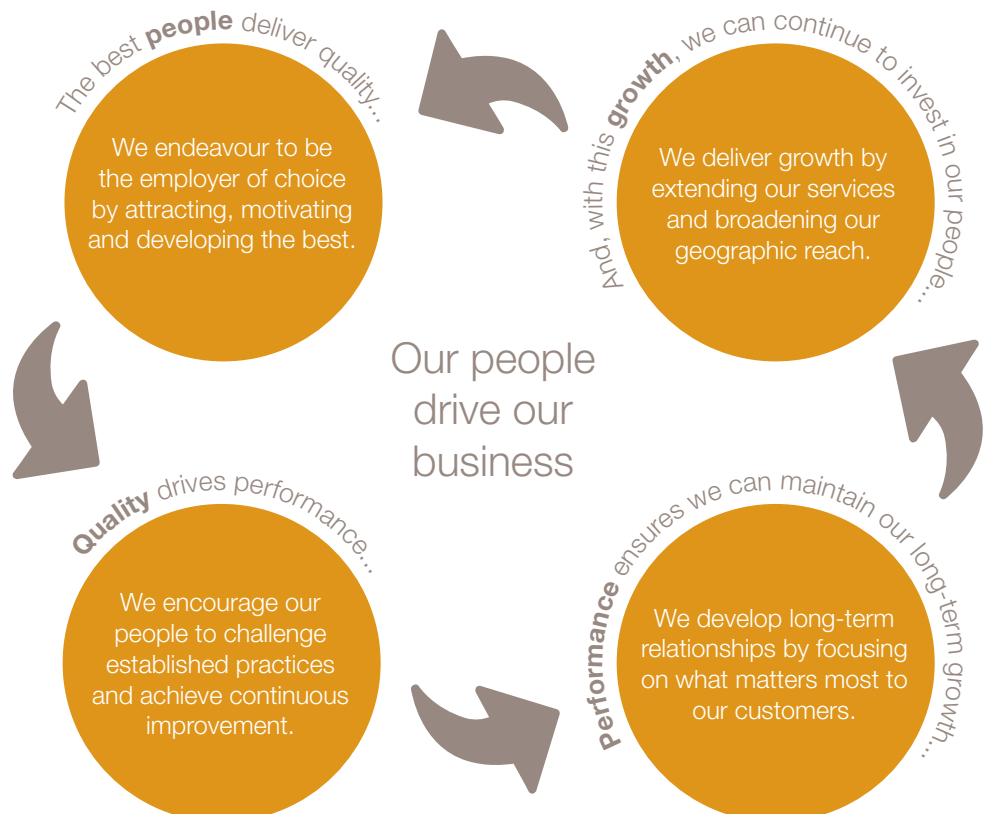 The best people deliver quality...
We endeavour to be
the employer of choice
by attracting, motivating
and developing the best.
And, with this growth, we can continue to invest in our people...
We deliver growth by
extending our services
and broadening our
geographic reach.
Our people
drive our
business
Quality drives performance...
We encourage our
people to challenge
established practices
and achieve continuous
improvement.
Performance ensures we can maintain our long-term growth...
We develop long-term
relationships by focusing
on what matters most to
our customers.